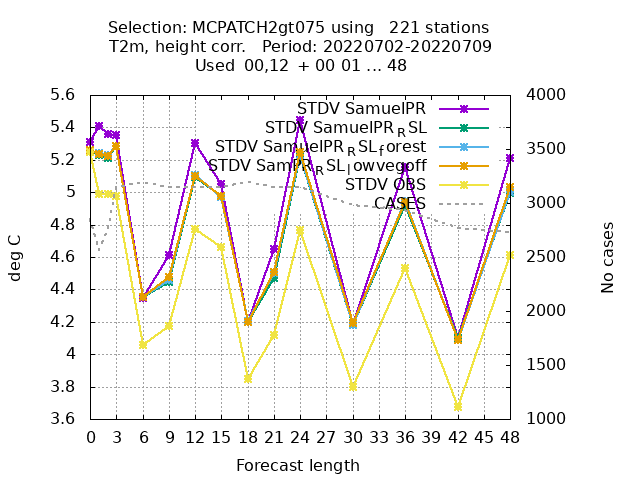 Selection: MCPATCH2gt075 using 221 stations
T2m, height corr. Period: 20220702-20220709
Used 00,12 + 00 01 ... 48
5.6
5.4
5.2
5
4.8
4.6
4.4
4.2
4
3.8
3.6
4000
3500
3000
2500
2000
1500
1000
deg C
No cases
STDV SamuelPR
STDV SamuelPR_RSL
STDV SamuelPR_RSL_forest
STDV SamPR_RSL_lowvegoff
STDV OBS
CASES
0 3 6 9 12 15 18 21 24 27 30 33 36 39 42 45 48
Forecast length